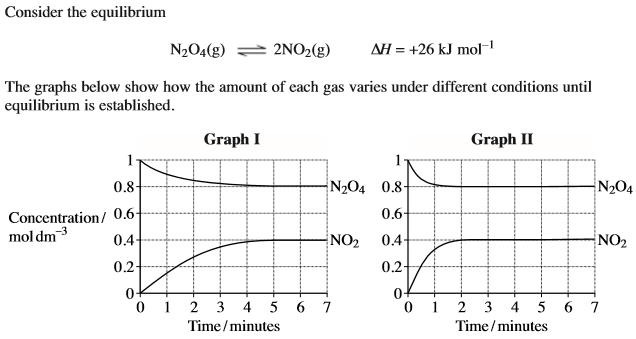 Consider the equilibrium
N₂O₄(g) ⇌ 2NO₂(g) ΔH = +26 kJ mol⁻¹
The graphs below show how the amount of each gas varies under different conditions until
equilibrium is established.
Graph I
Concentration/
mol dm⁻³
1
0.8
0.6
0.4
0.2
0
N₂O₄
NO₂
0 1 2 3 4 5 6 7
Time/minutes
Graph II
1
0.8
0.6
0.4
0.2
0
N₂O₄
NO₂
0 1 2 3 4 5 6 7
Time/minutes